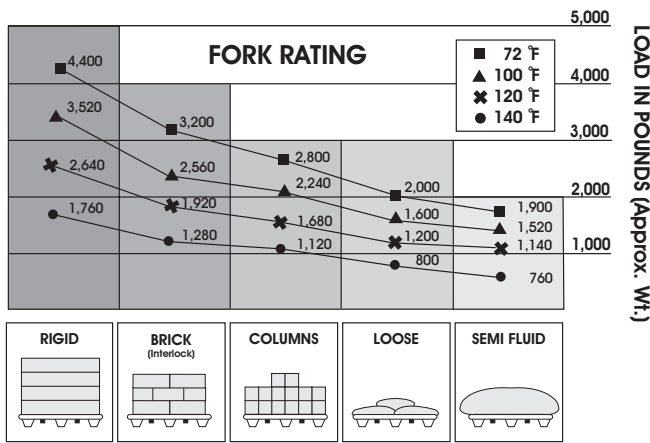 5,000
FORK RATING
72 °F
100 °F
120 °F
140 °F
LOAD IN POUNDS (Approx. Wt.)
4,400
4,000
3,520
3,200
3,000
2,640
2,560
2,800
2,240
2,000
2,000
1,760
1,920
1,680
1,600
1,900
1,520
1,280
1,120
1,200
1,140
1,000
800
760
RIGID
BRICK
(Interlock)
COLUMNS
LOOSE
SEMI FLUID